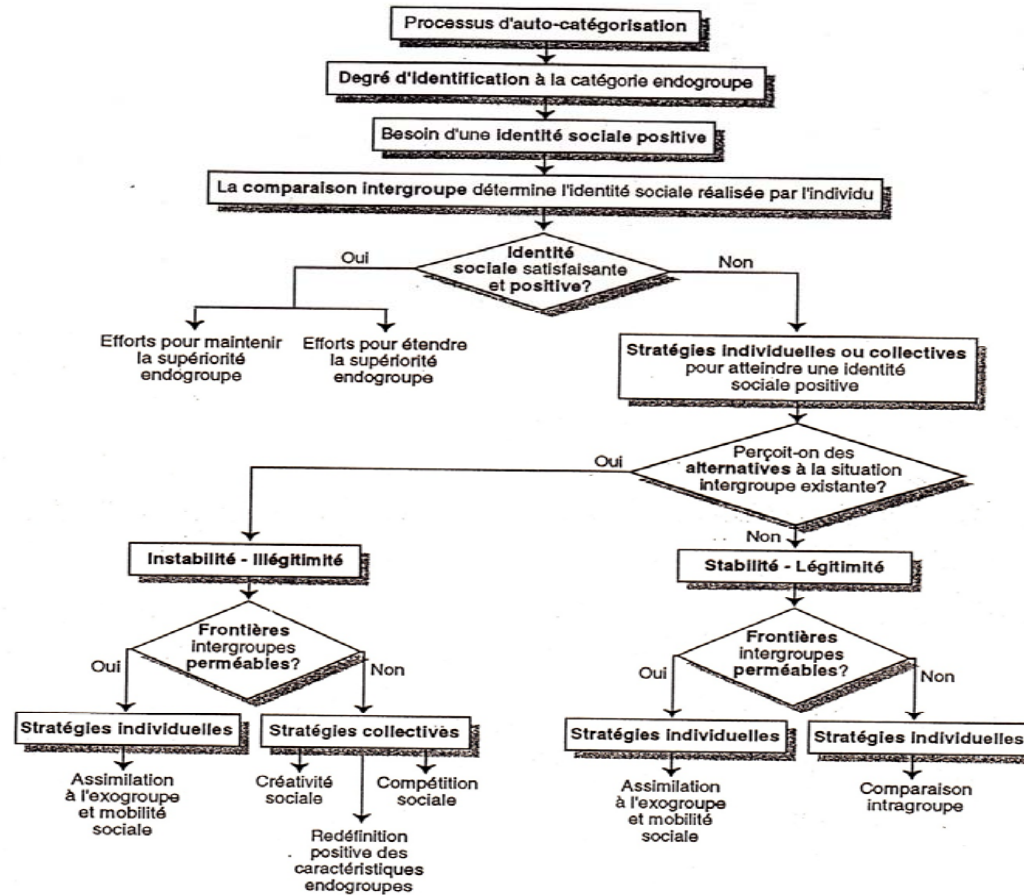 Processus d'auto-catégorisation
Degré d'identification à la catégorie endogroupe
Besoin d'une identité sociale positive
La comparaison intergroupe détermine l'identité sociale réalisée par l'individu
Identité
sociale satisfaisante
et positive?
Oui
Non
Efforts pour maintenir
la supériorité
endogroupe
Efforts pour étendre
la supériorité
endogroupe
Stratégies individuelles ou collectives
pour atteindre une identité
sociale positive
Perçoit-on des
alternatives à la situation
intergroupe existante?
Oui
Non
Instabilité - Illégitimité
Stabilité - Légitimité
Frontières
intergroupes
perméables?
Oui
Non
Frontières
intergroupes
perméables?
Oui
Non
Stratégies individuelles
Stratégies collectives
Stratégies individuelles
Stratégies individuelles
Assimilation
à l'exogroupe
et mobilité
sociale
Créativité
sociale
Compétition
sociale
Redéfinition
positive des
caractéristiques
endogroupes
Assimilation
à l'exogroupe
et mobilité
sociale
Comparaison
intragroupe